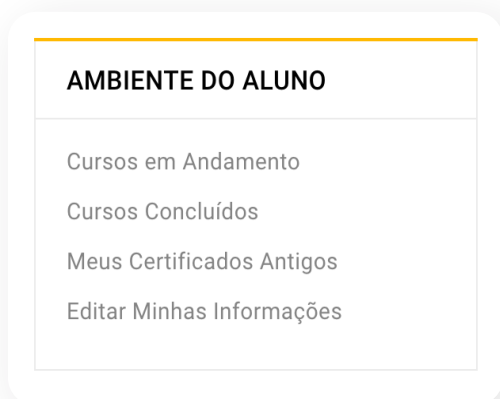 AMBIENTE DO ALUNO
Cursos em Andamento
Cursos Concluídos
Meus Certificados Antigos
Editar Minhas Informações